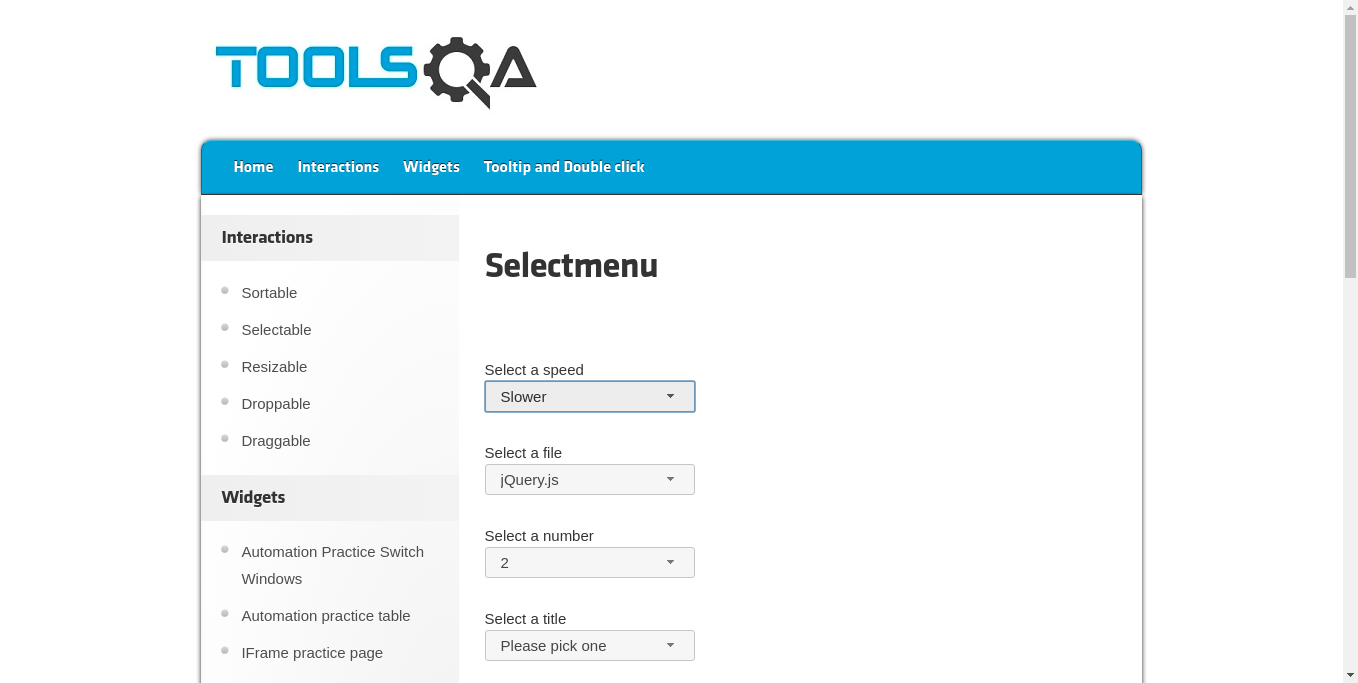 TOOLSQA
Home Interactions Widgets Tooltip and Double click
Interactions
Sortable
Selectable
Resizable
Droppable
Draggable
Widgets
Automation Practice Switch
Windows
Automation practice table
IFrame practice page
Selectmenu
Select a speed
Slower
Select a file
jQuery.js
Select a number
2
Select a title
Please pick one